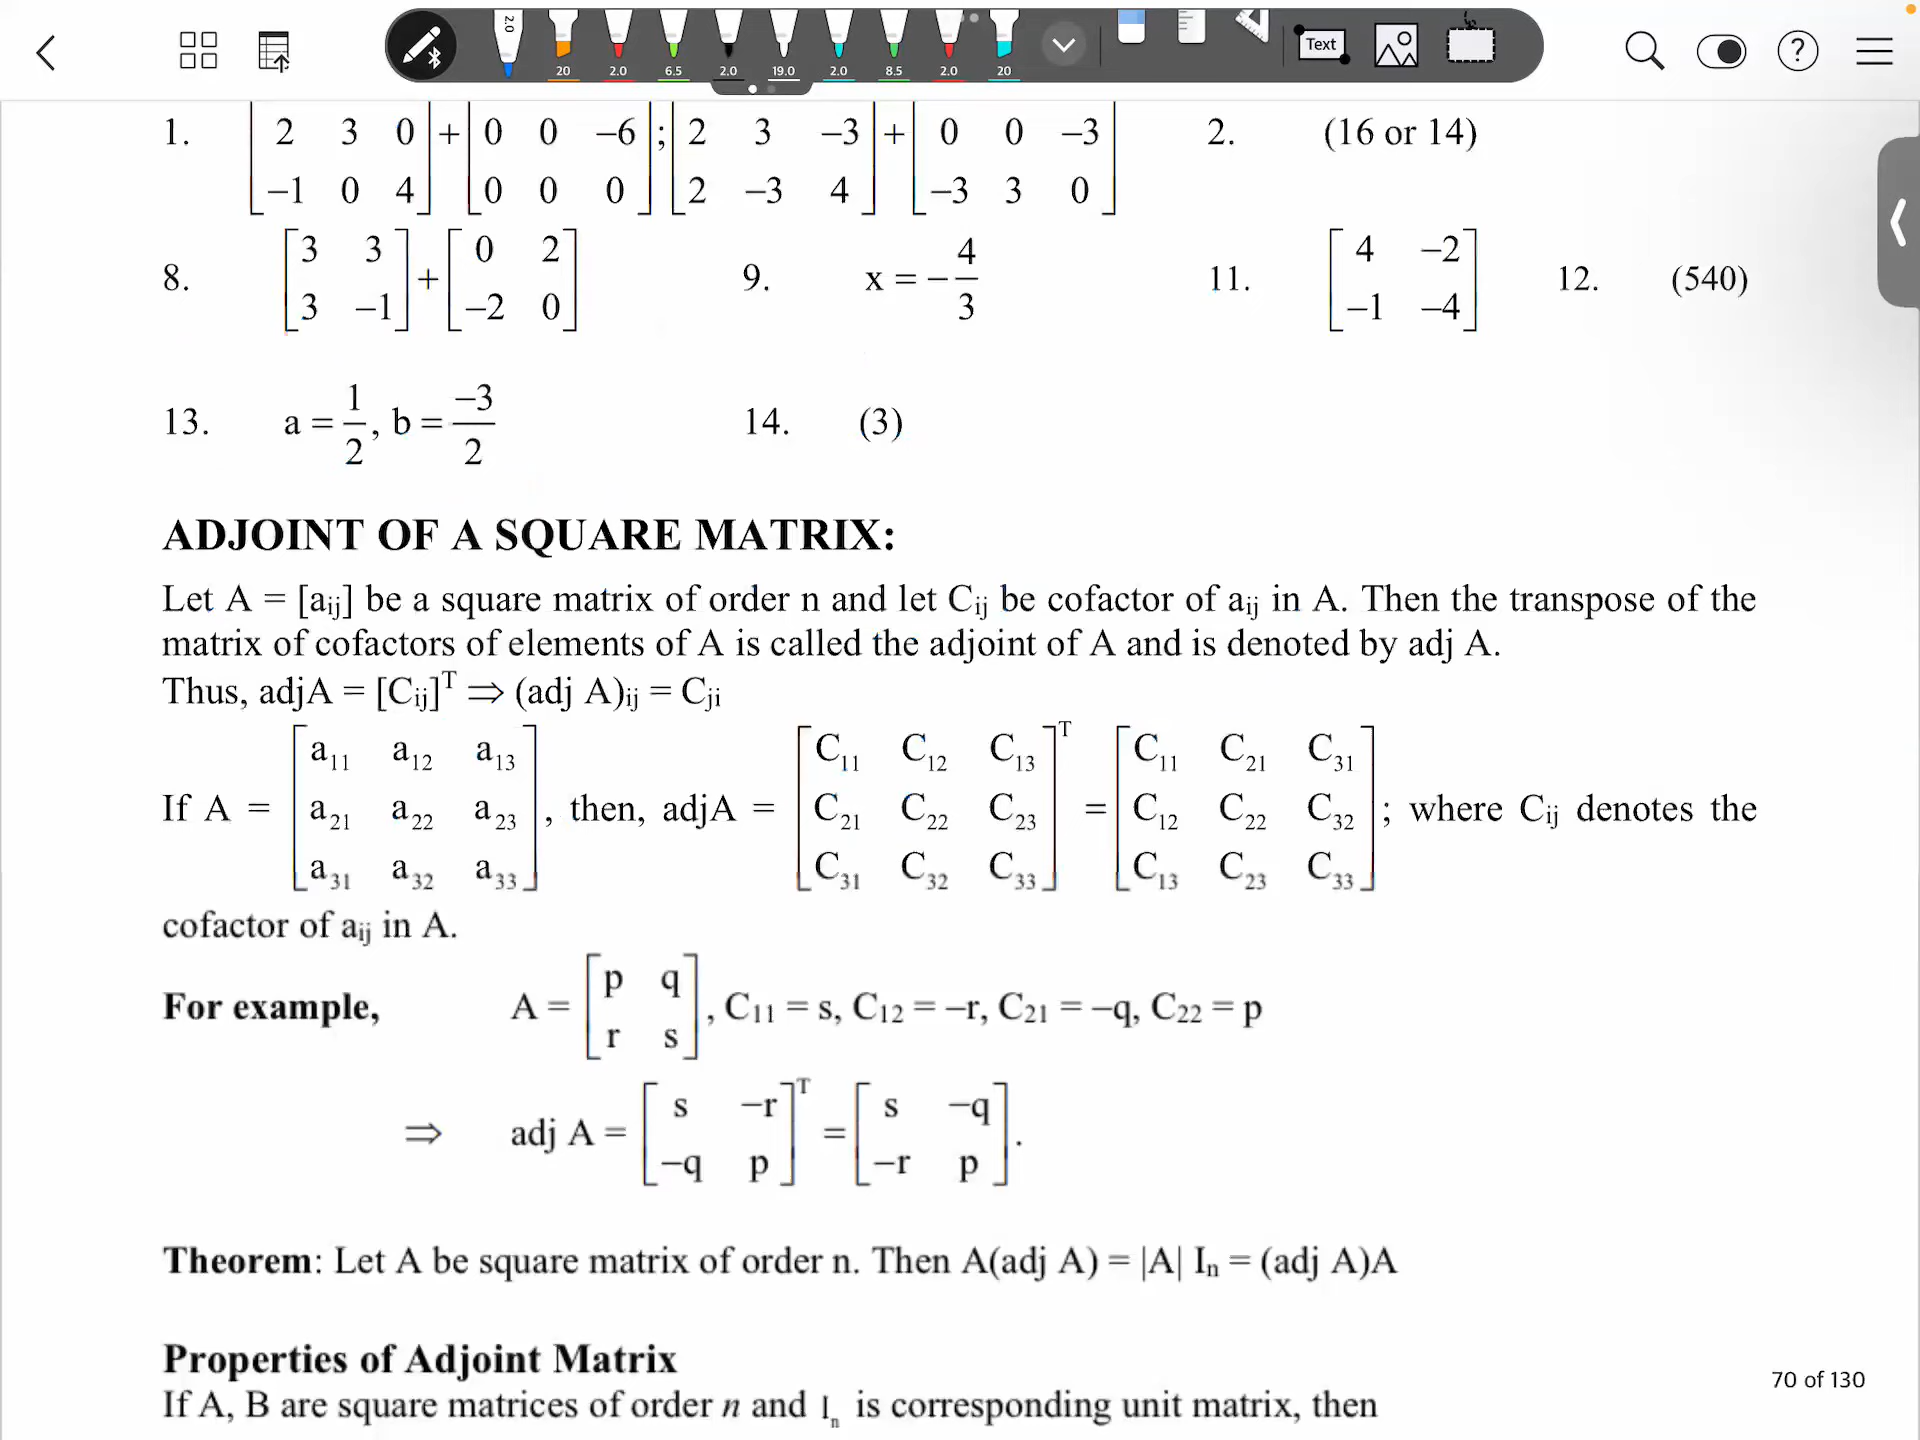 2.0 20 2.0 6.5 2.0 19.0 2.0 8.5 2.0 20 Text ?
1. [2 3 0; −1 0 4] + [0 0 −6; 0 0 0]; [2 3 −3; 2 −3 4] + [0 0 −3; −3 3 0] 2. (16 or 14)
8. [3 3; 3 −1] + [0 2; −2 0] 9. x = −4/3 11. [4 −2; −1 −4] 12. (540)
13. a = 1/2, b = −3/2 14. (3)
ADJOINT OF A SQUARE MATRIX:
Let A = [aij] be a square matrix of order n and let Cij be cofactor of aij in A. Then the transpose of the
matrix of cofactors of elements of A is called the adjoint of A and is denoted by adj A.
Thus, adjA = [Cij]^T ⇒ (adj A)ij = Cji
If A = [a11 a12 a13; a21 a22 a23; a31 a32 a33], then, adjA = [C11 C12 C13; C21 C22 C23; C31 C32 C33]^T = [C11 C21 C31; C12 C22 C32; C13 C23 C33]; where Cij denotes the
cofactor of aij in A.
For example, A = [p q; r s], C11 = s, C12 = −r, C21 = −q, C22 = p
⇒ adj A = [s −r; −q p]^T = [s −q; −r p].
Theorem: Let A be square matrix of order n. Then A(adj A) = |A| In = (adj A)A
Properties of Adjoint Matrix
70 of 130
If A, B are square matrices of order n and In is corresponding unit matrix, then